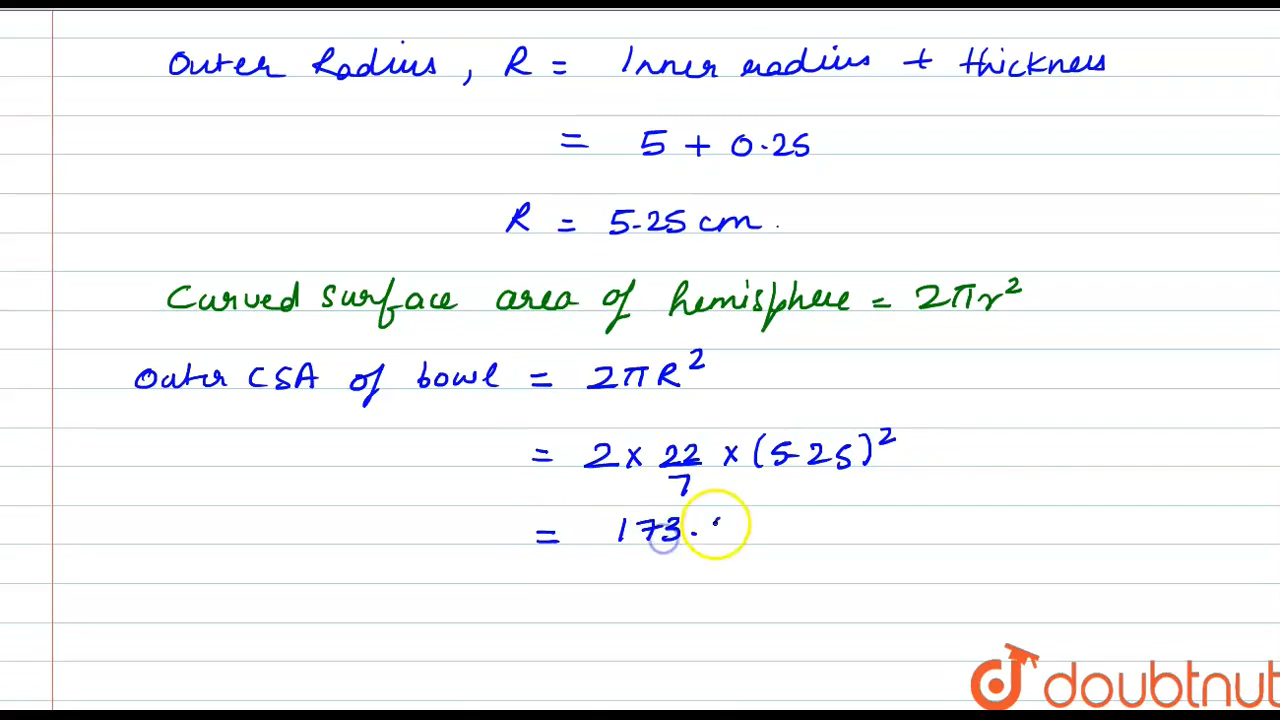 Outer Radius, R = Inner radius + thickness
= 5 + 0.25
R = 5.25 cm.
Curved surface area of hemisphere = 2πr²
Outer CSA of bowl = 2πR²
= 2 × 22/7 × (5.25)²
= 173.
doubtnut